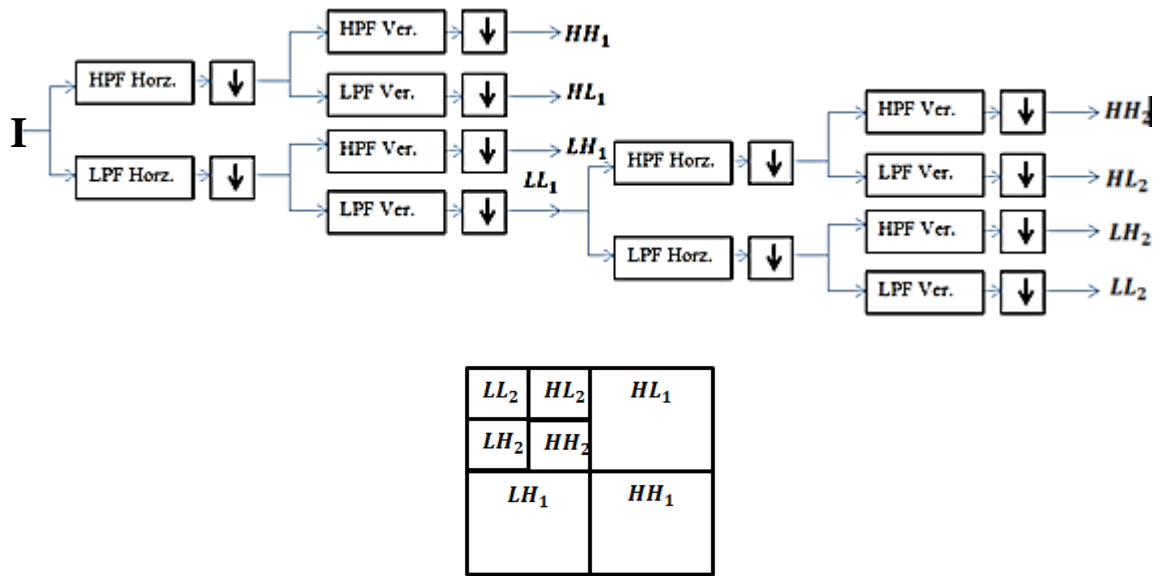 HPF Ver.
HH₁
HPF Horz.
LPF Ver.
HL₁
HPF Ver.
HH₂
I
HPF Ver.
LH₁
HPF Horz.
LPF Horz.
LL₁
LPF Ver.
HL₂
LPF Ver.
HPF Ver.
LH₂
LPF Horz.
LPF Ver.
LL₂
LL₂ HL₂ HL₁
LH₂ HH₂
LH₁ HH₁